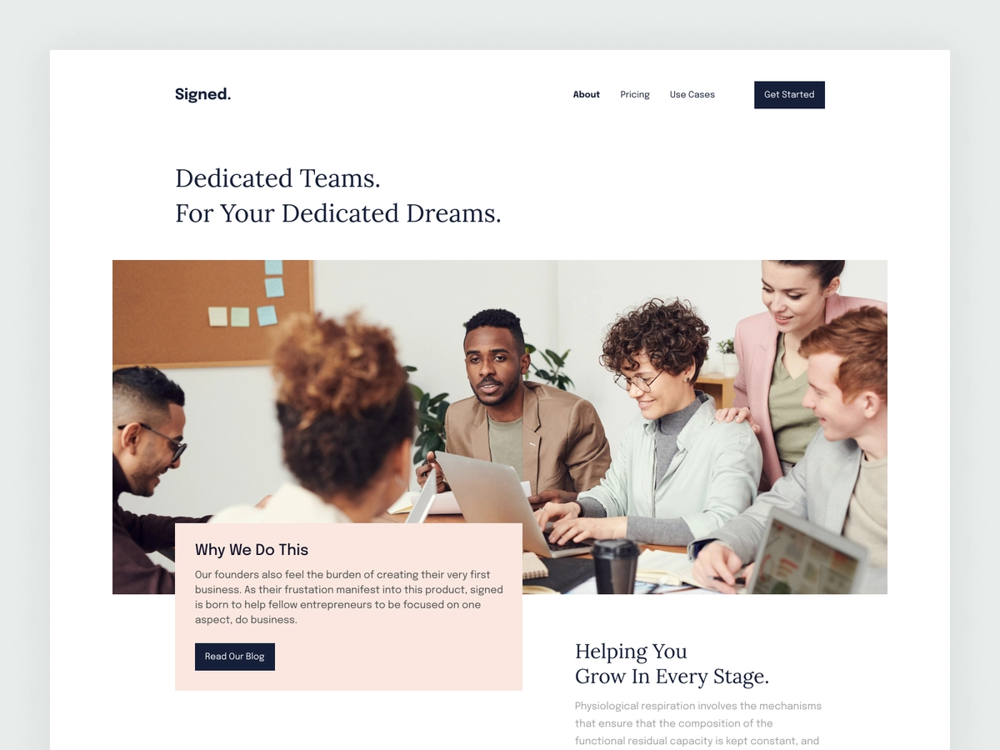 Signed.
About
Pricing
Use Cases
Get Started
Dedicated Teams.
For Your Dedicated Dreams.
Why We Do This
Our founders also feel the burden of creating their very first
business. As their frustation manifest into this product, signed
is born to help fellow entrepreneurs to be focused on one
aspect, do business.
Read Our Blog
Helping You
Grow In Every Stage.
Physiological respiration involves the mechanisms
that ensure that the composition of the
functional residual capacity is kept constant, and